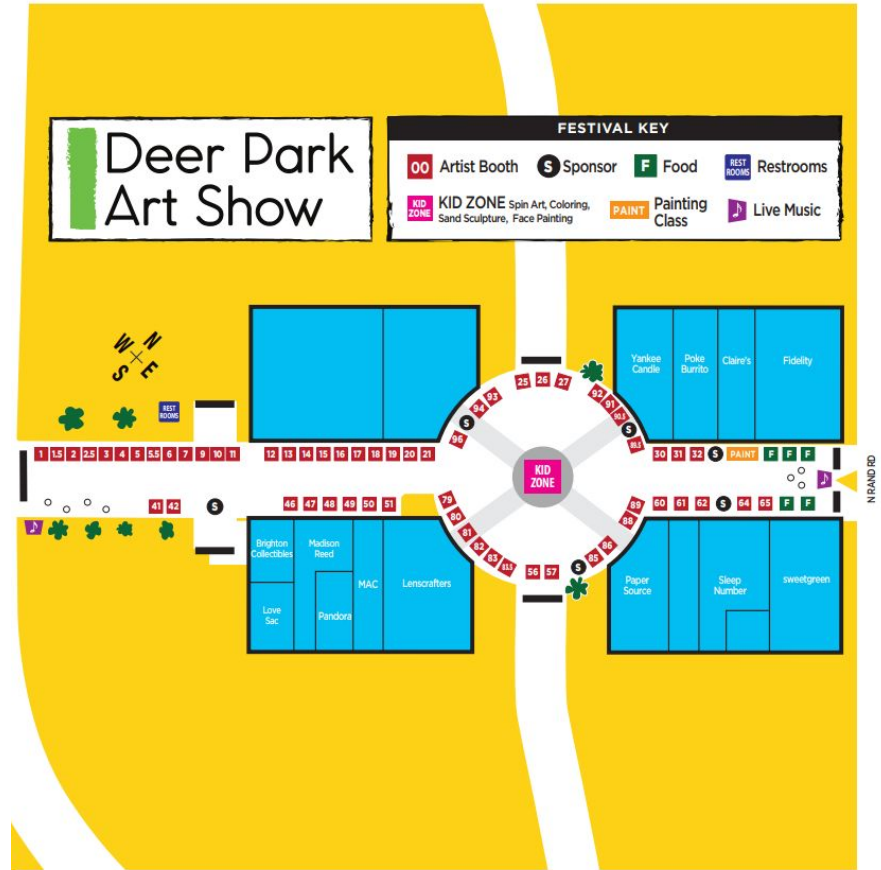 Deer Park
Art Show
FESTIVAL KEY
00 Artist Booth
S Sponsor
F Food
REST ROOMS Restrooms
KID ZONE KID ZONE Spin Art, Coloring,
Sand Sculpture, Face Painting
PAINT Painting
Class
Live Music
W N
S E
REST
ROOMS
Yankee
Candle
Poke
Burrito
Claire's
Fidelity
25 26 27
93
94
S
96
92
91
90.5
S
89.5
1 1.5 2 2.5 3 4 5 5.5 6 7 9 10 11
12 13 14 15 16 17 18 19 20 21
30 31 32 S PAINT F F F
KID
ZONE
N RAND RD
41 42 S
46 47 48 49 50 51
79
80
81
82
83
83.5
56 57
S
85
86
88
89
60 61 62 S 64 65 F F
Brighton
Collectibles
Madison
Reed
MAC
Lenscrafters
Love
Sac
Pandora
Paper
Source
Sleep
Number
sweetgreen